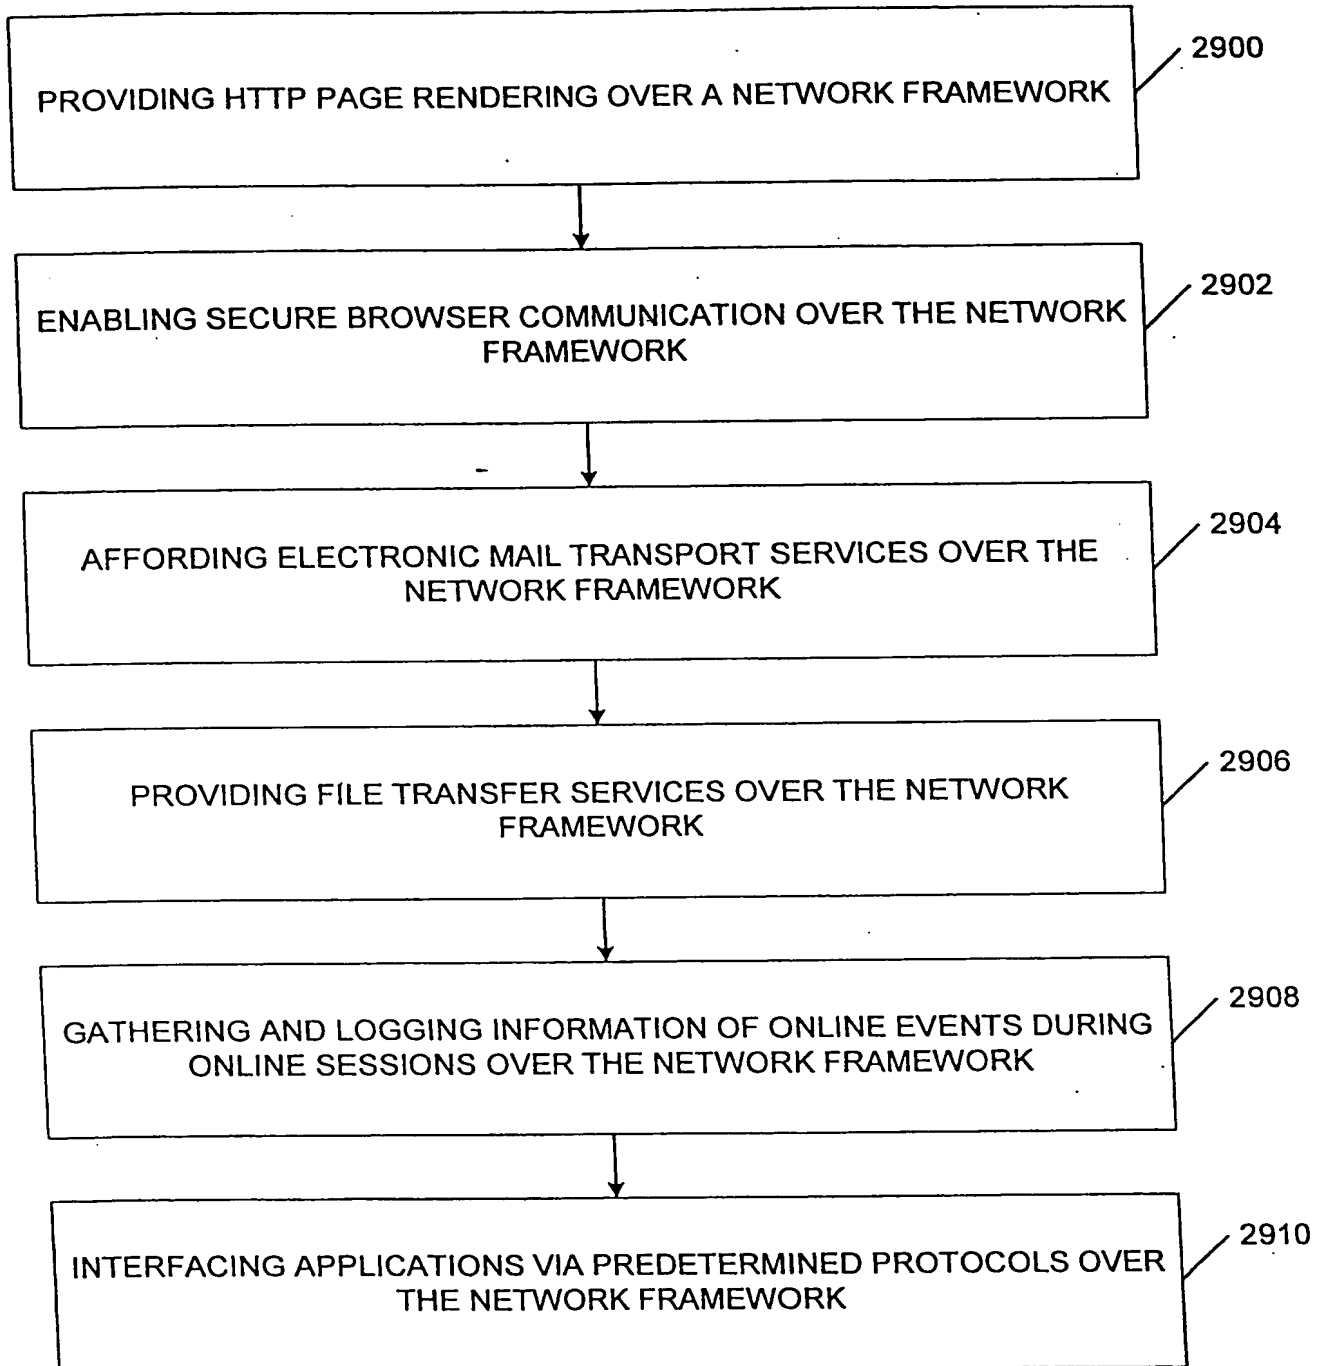 PROVIDING HTTP PAGE RENDERING OVER A NETWORK FRAMEWORK
2900
ENABLING SECURE BROWSER COMMUNICATION OVER THE NETWORK
FRAMEWORK
2902
AFFORDING ELECTRONIC MAIL TRANSPORT SERVICES OVER THE
NETWORK FRAMEWORK
2904
PROVIDING FILE TRANSFER SERVICES OVER THE NETWORK
FRAMEWORK
2906
GATHERING AND LOGGING INFORMATION OF ONLINE EVENTS DURING
ONLINE SESSIONS OVER THE NETWORK FRAMEWORK
2908
INTERFACING APPLICATIONS VIA PREDETERMINED PROTOCOLS OVER
THE NETWORK FRAMEWORK
2910